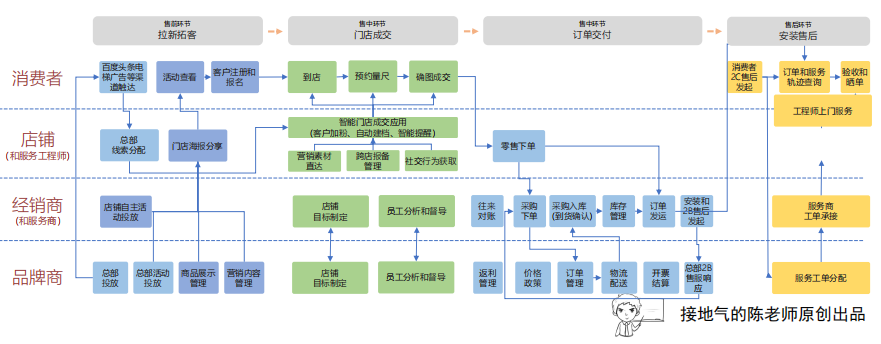 售前环节
拉新拓客
售中环节
门店成交
售中环节
订单交付
售后环节
安装售后
消费者
百度头条电
梯广告等渠
道触达
活动查看
客户注册和
报名
到店
预约量尺
确图成交
消费者
2C售后
发起
订单和服务
轨迹查询
验收和
晒单
工程师上门服务
店铺
(和服务工程师)
总部
线索分配
门店海报分享
智能门店成交应用
(客户加粉、自动建档、智能提醒)
营销素材
直达
跨店报备
管理
社交行为获取
零售下单
经销商
(和服务商)
店铺自主活
动投放
店铺
目标制定
员工分析和督导
往来
对账
采购
下单
采购入库
(到货确认)
库存
管理
订单
发运
安装和
2B售后
发起
服务商
工单承接
品牌商
总部
投放
总部活动
投放
商品展示
管理
营销内容
管理
店铺
目标制定
员工分析和督导
返利
管理
价格
政策
订单
管理
物流
配送
开票
结算
总部2B
售服响
应
服务工单分配
接地气的陈老师原创出品